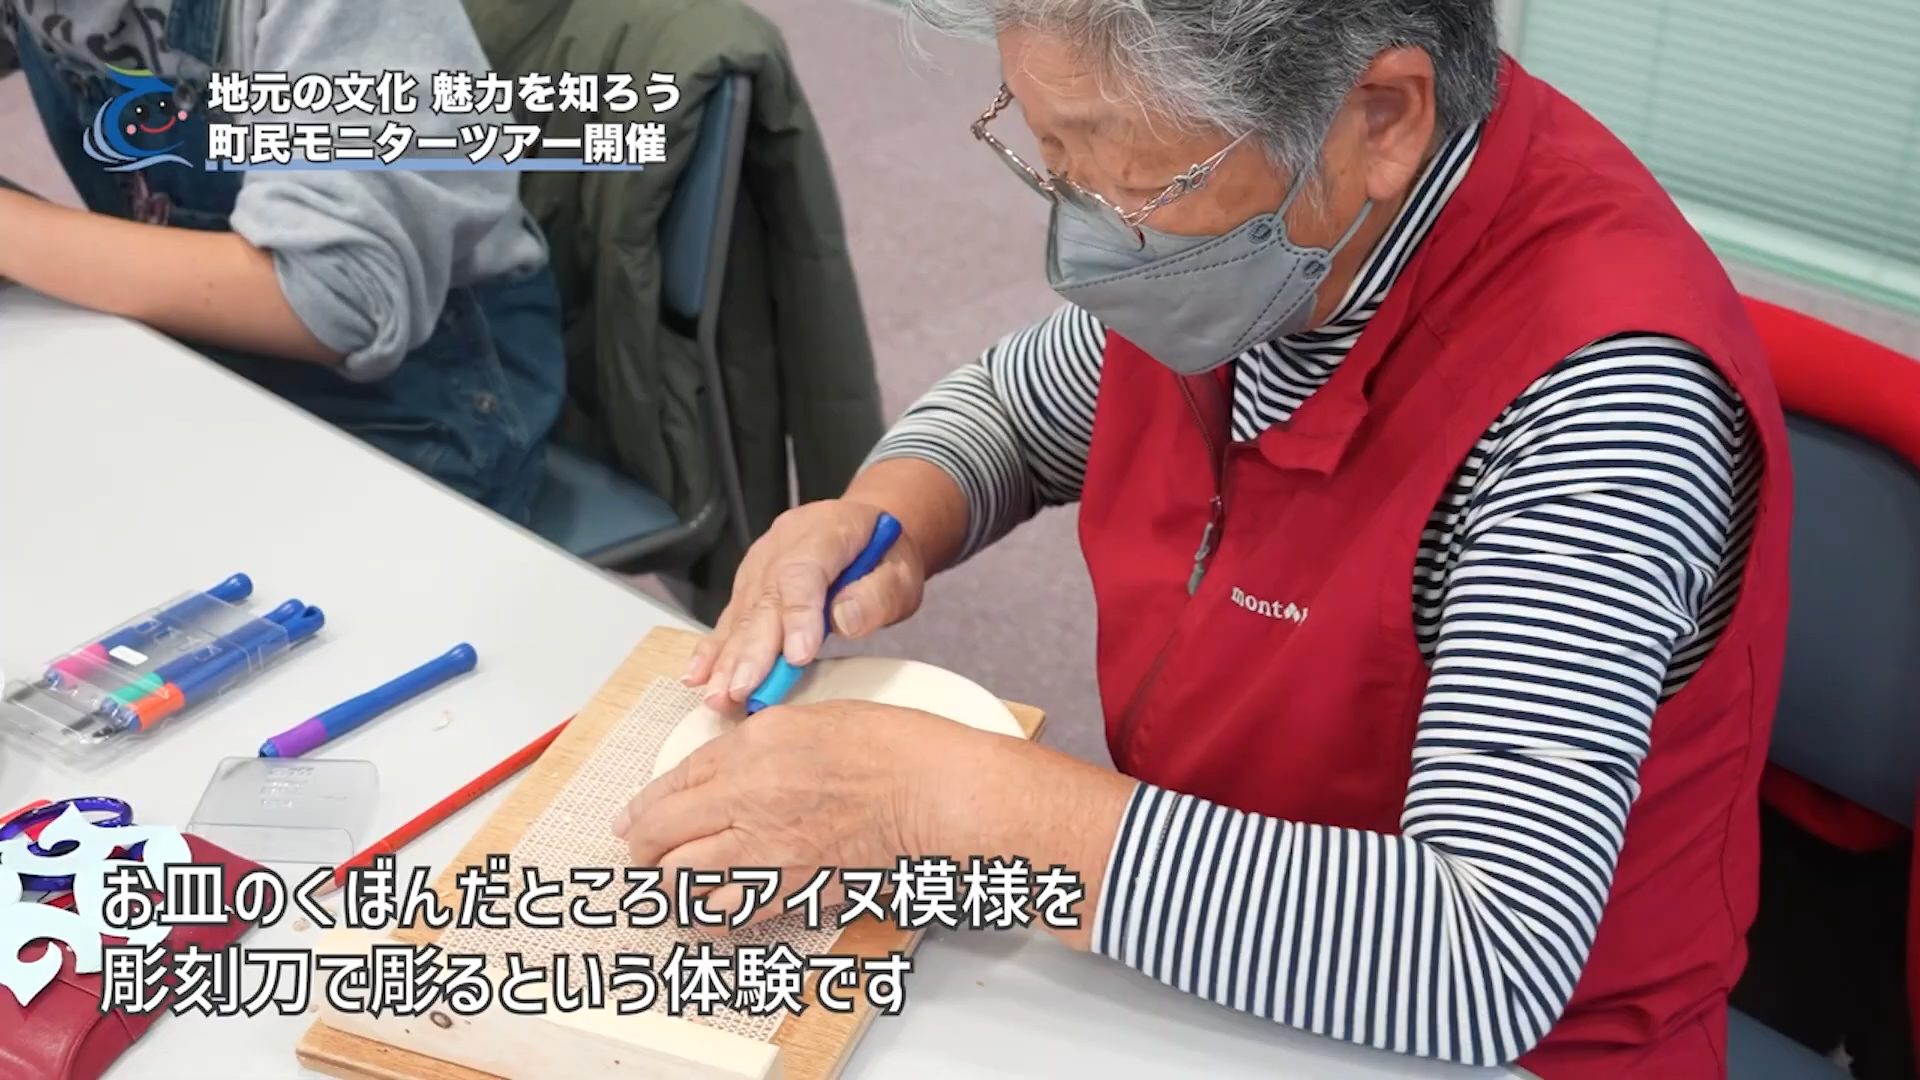 地元の文化 魅力を知ろう
町民モニターツアー開催
mont
お皿のくぼんだところにアイヌ模様を
彫刻刀で彫るという体験です